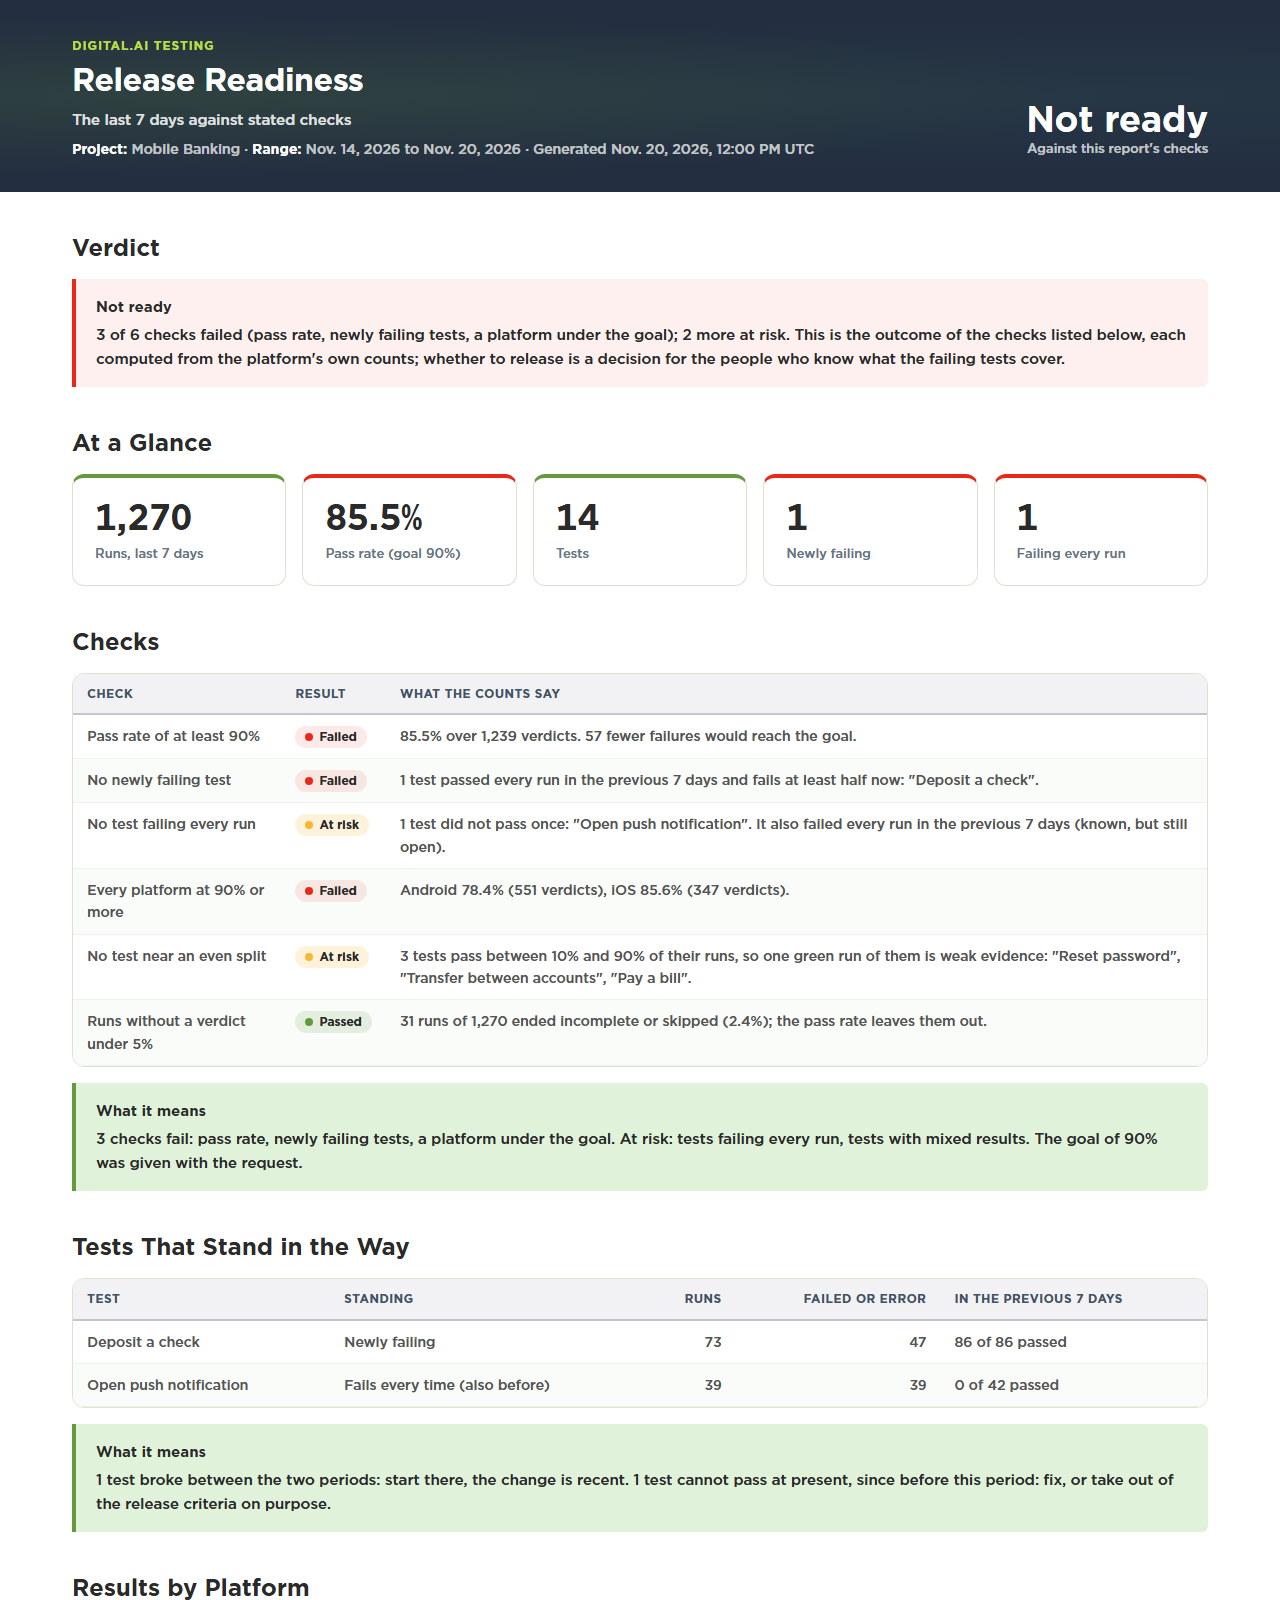 DIGITAL.AI TESTING
Release Readiness
The last 7 days against stated checks
Project: Mobile Banking · Range: Nov. 14, 2026 to Nov. 20, 2026 · Generated Nov. 20, 2026, 12:00 PM UTC
Not ready
Against this report's checks
Verdict
Not ready
3 of 6 checks failed (pass rate, newly failing tests, a platform under the goal); 2 more at risk. This is the outcome of the checks listed below, each
computed from the platform's own counts; whether to release is a decision for the people who know what the failing tests cover.
At a Glance
1,270
Runs, last 7 days
85.5%
Pass rate (goal 90%)
14
Tests
1
Newly failing
1
Failing every run
Checks
CHECK RESULT WHAT THE COUNTS SAY
Pass rate of at least 90% Failed 85.5% over 1,239 verdicts. 57 fewer failures would reach the goal.
No newly failing test Failed 1 test passed every run in the previous 7 days and fails at least half now: "Deposit a check".
No test failing every run At risk 1 test did not pass once: "Open push notification". It also failed every run in the previous 7 days (known, but still
open).
Every platform at 90% or Failed Android 78.4% (551 verdicts), iOS 85.6% (347 verdicts).
more
No test near an even split At risk 3 tests pass between 10% and 90% of their runs, so one green run of them is weak evidence: "Reset password",
"Transfer between accounts", "Pay a bill".
Runs without a verdict Passed 31 runs of 1,270 ended incomplete or skipped (2.4%); the pass rate leaves them out.
under 5%
What it means
3 checks fail: pass rate, newly failing tests, a platform under the goal. At risk: tests failing every run, tests with mixed results. The goal of 90%
was given with the request.
Tests That Stand in the Way
TEST STANDING RUNS FAILED OR ERROR IN THE PREVIOUS 7 DAYS
Deposit a check Newly failing 73 47 86 of 86 passed
Open push notification Fails every time (also before) 39 39 0 of 42 passed
What it means
1 test broke between the two periods: start there, the change is recent. 1 test cannot pass at present, since before this period: fix, or take out of
the release criteria on purpose.
Results by Platform